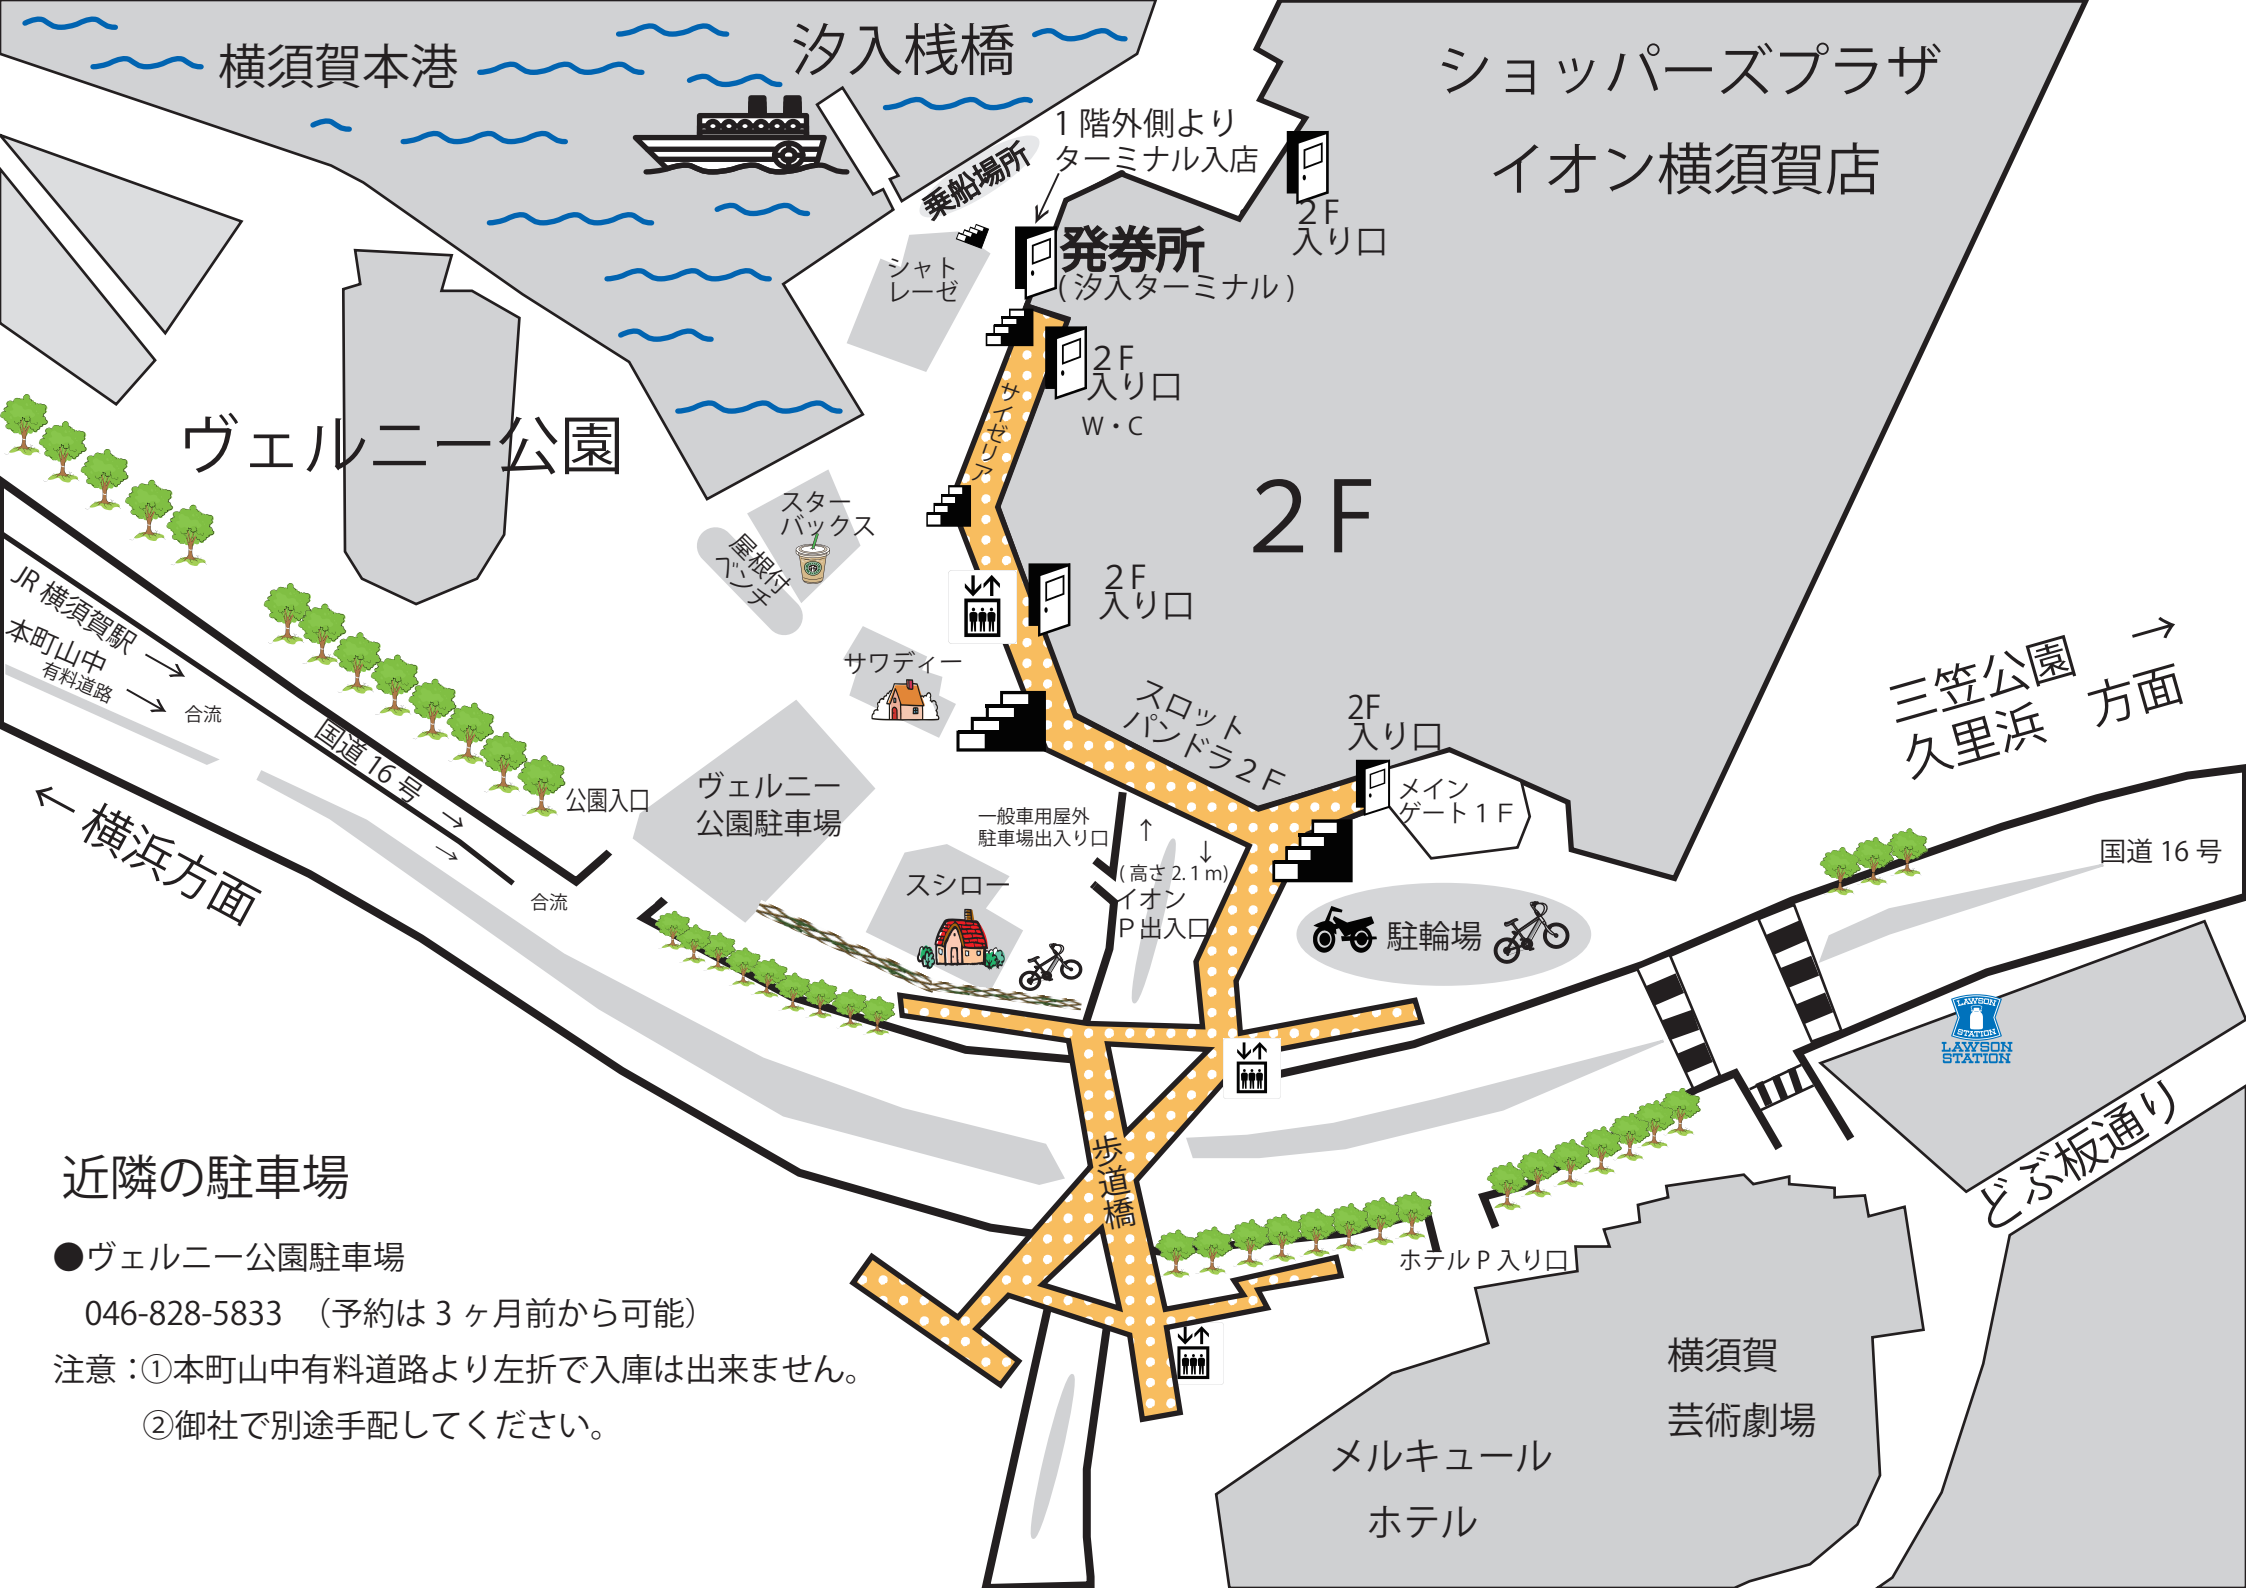 横須賀本港
汐入桟橋
ショッパーズプラザ
イオン横須賀店
1階外側より
ターミナル入店
乗船場所
2F
入り口
発券所
(汐入ターミナル)
シャト
レーゼ
2F
入り口
W・C
サイゼリア
ヴェルニー公園
2F
スター
バックス
屋根付
ベンチ
2F
入り口
サワディー
JR横須賀駅 →
本町山中
有料道路 →
合流
国道16号 →
→
合流
← 横浜方面
公園入口
ヴェルニー
公園駐車場
スロット
パンドラ2F
2F
入り口
メイン
ゲート1F
三笠公園 →
久里浜 方面
国道16号
一般車用屋外
駐車場出入り口
↑
↓
(高さ2.1m)
イオン
P出入口
スシロー
駐輪場
LAWSON
STATION
LAWSON
STATION
どぶ板通り
歩道橋
ホテルP入り口
横須賀
芸術劇場
メルキュール
ホテル
近隣の駐車場
●ヴェルニー公園駐車場
046-828-5833 （予約は3ヶ月前から可能）
注意：①本町山中有料道路より左折で入庫は出来ません。
②御社で別途手配してください。